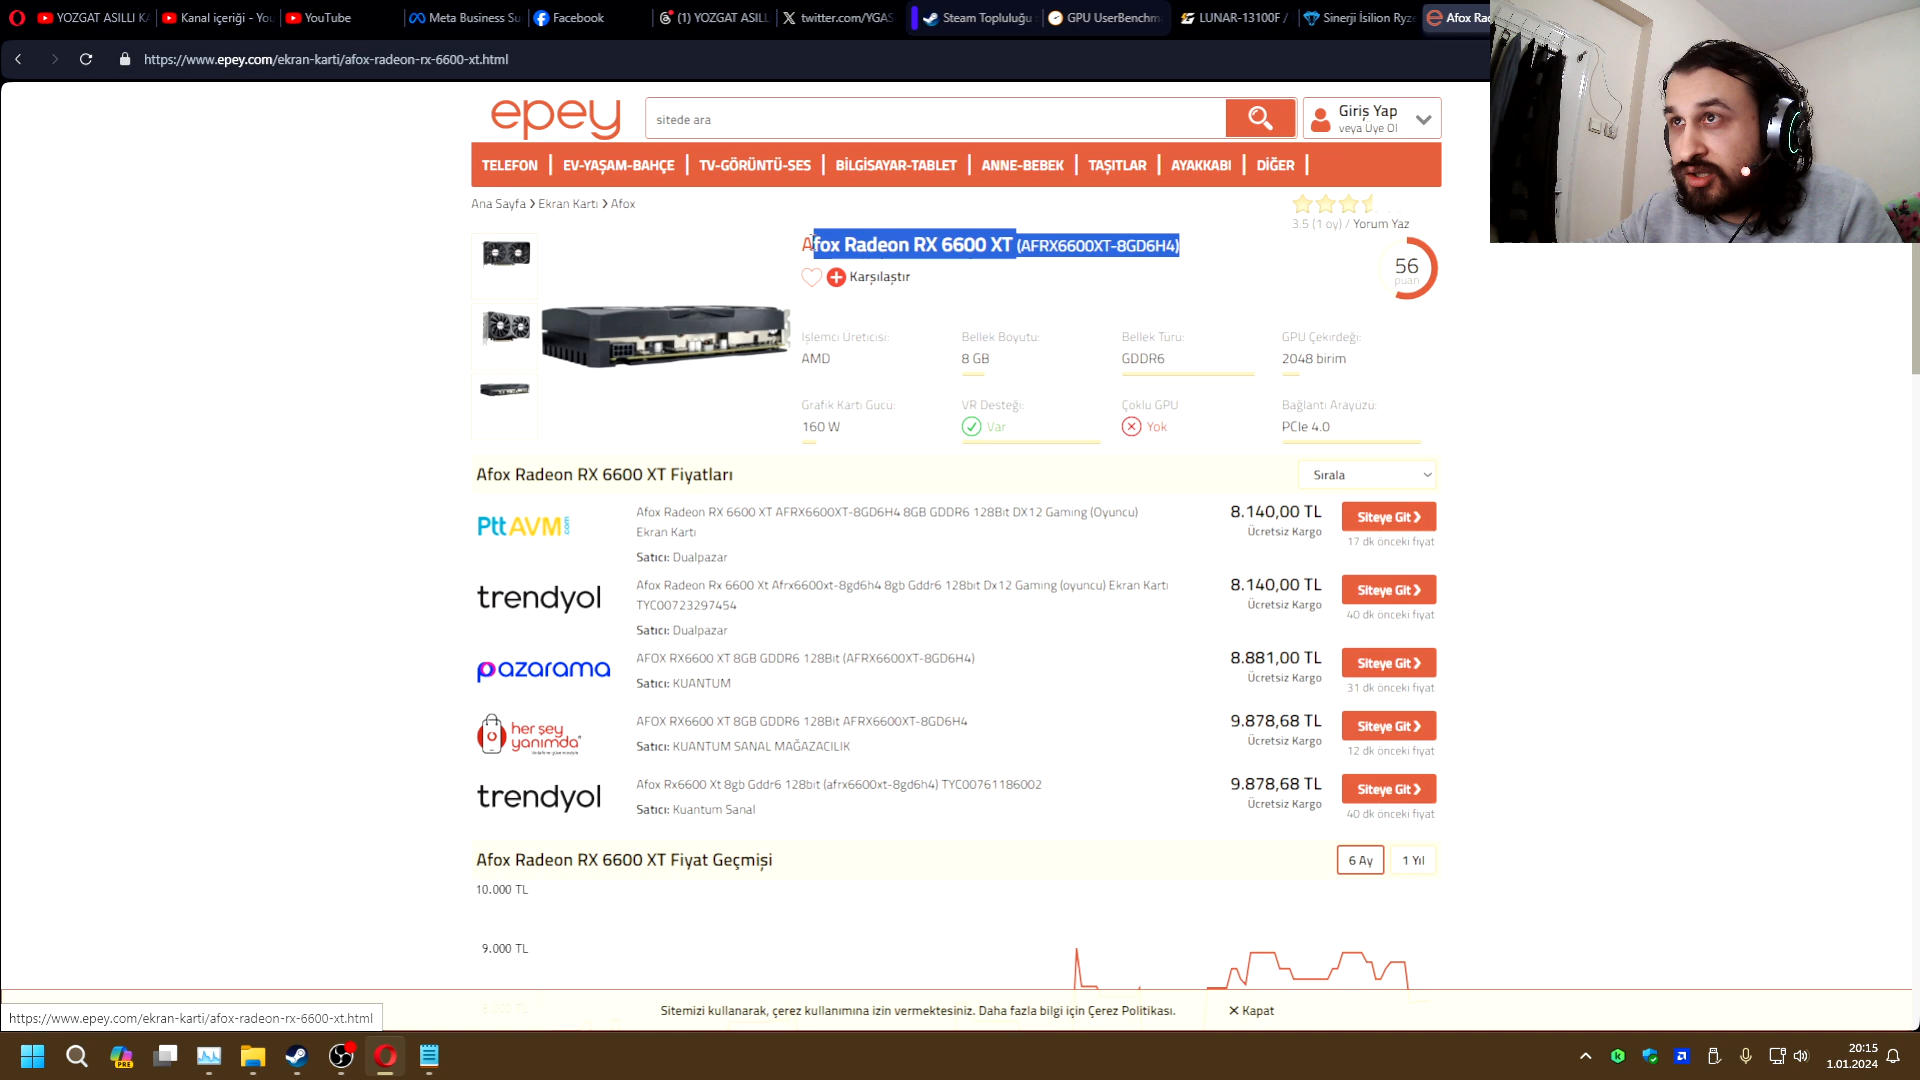 YOZGAT ASILLI KA
Kanal içeriği - You
YouTube
Meta Business Su
Facebook
(1) YOZGAT ASILL
twitter.com/YGAS
Steam Topluluğu
GPU UserBenchm
LUNAR-13100F /
Sinerji İsilion Ryze
Afox Rad
https://www.epey.com/ekran-karti/afox-radeon-rx-6600-xt.html
epey
sitede ara
Giriş Yap
veya Üye Ol
TELEFON
EV-YAŞAM-BAHÇE
TV-GÖRÜNTÜ-SES
BİLGİSAYAR-TABLET
ANNE-BEBEK
TAŞITLAR
AYAKKABI
DİĞER
Ana Sayfa > Ekran Kartı > Afox
3.5 (1 oy) / Yorum Yaz
Afox Radeon RX 6600 XT (AFRX6600XT-8GD6H4)
Karşılaştır
56
puan
İşlemci Üreticisi:
AMD
Bellek Boyutu:
8 GB
Bellek Türü:
GDDR6
GPU Çekirdeği:
2048 birim
Grafik Kartı Gücü:
160 W
VR Desteği:
Var
Çoklu GPU
Yok
Bağlantı Arayüzü:
PCIe 4.0
Afox Radeon RX 6600 XT Fiyatları
Sırala
PttAVM.com
Afox Radeon RX 6600 XT AFRX6600XT-8GD6H4 8GB GDDR6 128Bit DX12 Gaming (Oyuncu)
Ekran Kartı
Satıcı: Dualpazar
8.140,00 TL
Ücretsiz Kargo
Siteye Git
17 dk önceki fiyat
trendyol
Afox Radeon Rx 6600 Xt Afrx6600xt-8gd6h4 8gb Gddr6 128bit Dx12 Gaming (oyuncu) Ekran Kartı
TYC00723297454
Satıcı: Dualpazar
8.140,00 TL
Ücretsiz Kargo
Siteye Git
40 dk önceki fiyat
pazarama
AFOX RX6600 XT 8GB GDDR6 128Bit (AFRX6600XT-8GD6H4)
Satıcı: KUANTUM
8.881,00 TL
Ücretsiz Kargo
Siteye Git
31 dk önceki fiyat
her şey
yanımda
AFOX RX6600 XT 8GB GDDR6 128Bit AFRX6600XT-8GD6H4
Satıcı: KUANTUM SANAL MAĞAZACILIK
9.878,68 TL
Ücretsiz Kargo
Siteye Git
12 dk önceki fiyat
trendyol
Afox Rx6600 Xt 8gb Gddr6 128bit (afrx6600xt-8gd6h4) TYC00761186002
Satıcı: Kuantum Sanal
9.878,68 TL
Ücretsiz Kargo
Siteye Git
40 dk önceki fiyat
Afox Radeon RX 6600 XT Fiyat Geçmişi
6 Ay
1 Yıl
10.000 TL
9.000 TL
Sitemizi kullanarak, çerez kullanımına izin vermektesiniz. Daha fazla bilgi için Çerez Politikası.
Kapat
https://www.epey.com/ekran-karti/afox-radeon-rx-6600-xt.html
PRE
20:15
1.01.2024